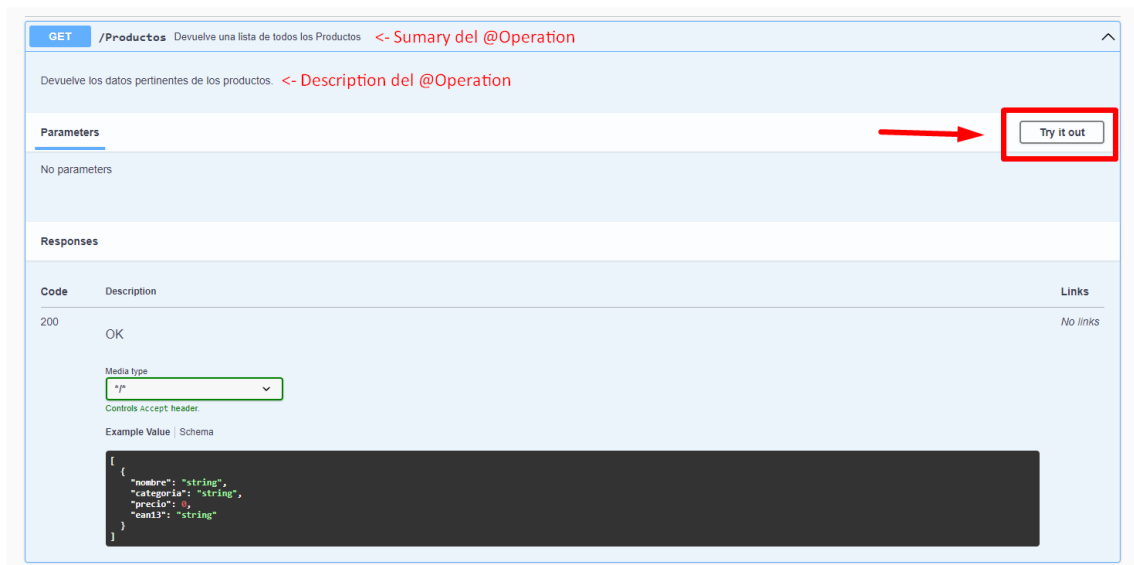 GET /Productos Devuelve una lista de todos los Productos <- Sumary del @Operation
Devuelve los datos pertinentes de los productos. <- Description del @Operation
Parameters
Try it out
No parameters
Responses
Code Description Links
200 OK No links
Media type
*/*
Controls Accept header.
Example Value | Schema
[
{
"nombre": "string",
"categoria": "string",
"precio": 0,
"ean13": "string"
}
]